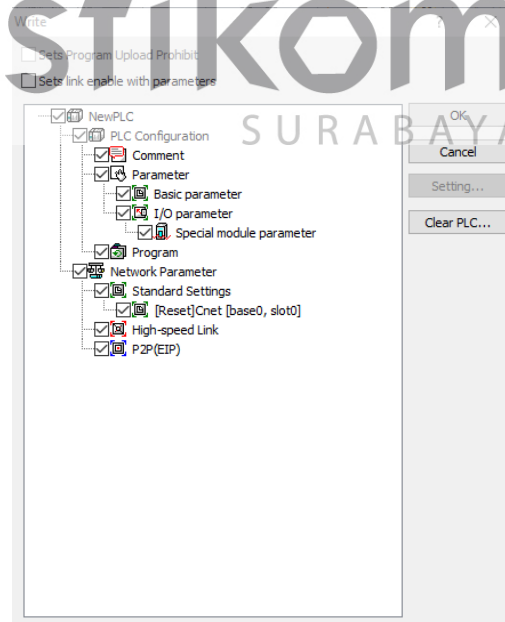 Write
?
stikom
SURABAYA
Sets Program Upload Prohibit
Sets link enable with parameters
NewPLC
PLC Configuration
Comment
Parameter
Basic parameter
I/O parameter
Special module parameter
Program
Network Parameter
Standard Settings
[Reset]Cnet [base0, slot0]
High-speed Link
P2P(EIP)
OK
Cancel
Setting...
Clear PLC...